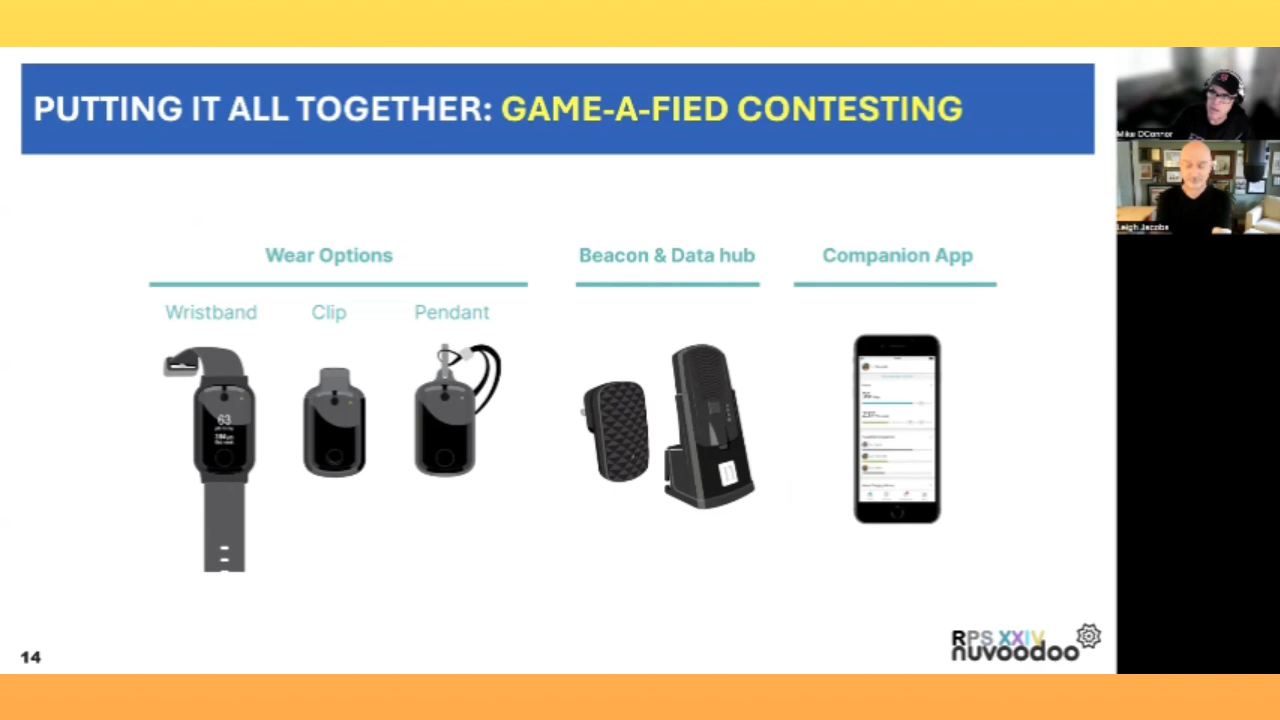 PUTTING IT ALL TOGETHER: GAME-A-FIED CONTESTING
Mike OConnor
Leigh Jacobs
Wear Options
Beacon & Data hub
Companion App
Wristband
Clip
Pendant
63
14
RPS XXIV
nuvoodoo